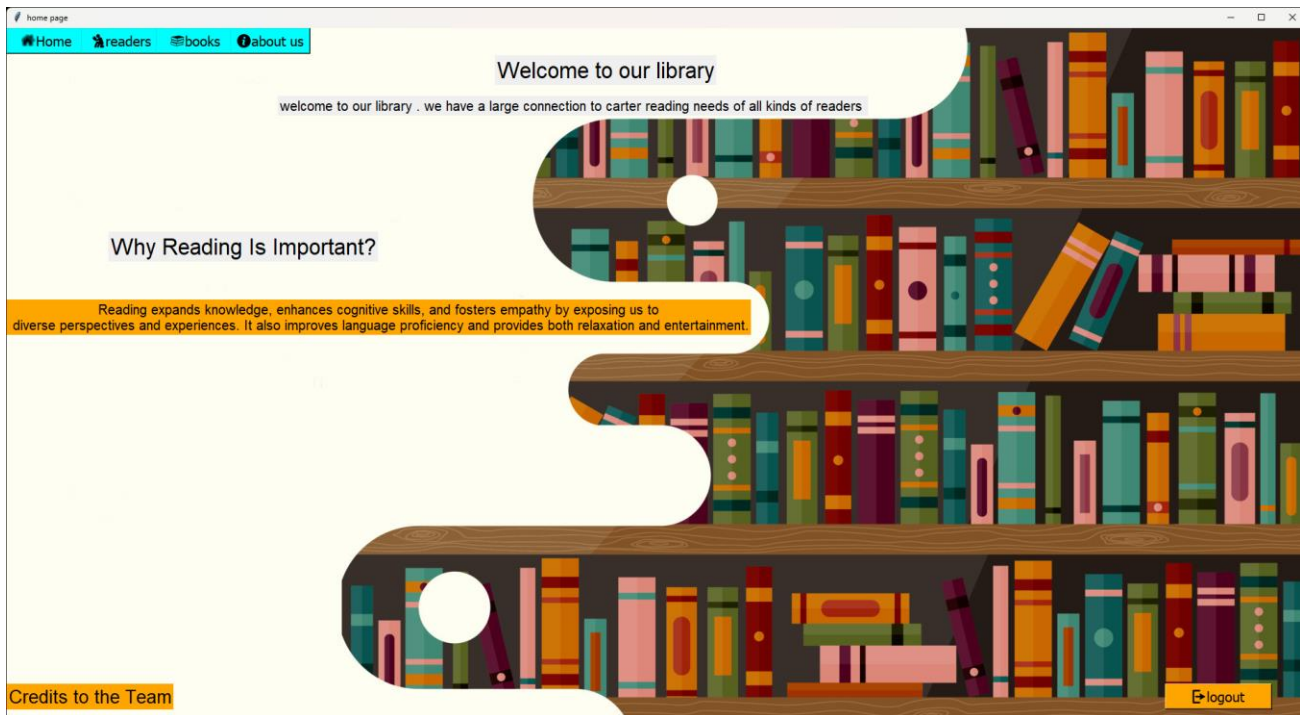 home page
Home readers books about us
Welcome to our library
welcome to our library . we have a large connection to carter reading needs of all kinds of readers
Why Reading Is Important?
Reading expands knowledge, enhances cognitive skills, and fosters empathy by exposing us to
diverse perspectives and experiences. It also improves language proficiency and provides both relaxation and entertainment.
Credits to the Team
logout